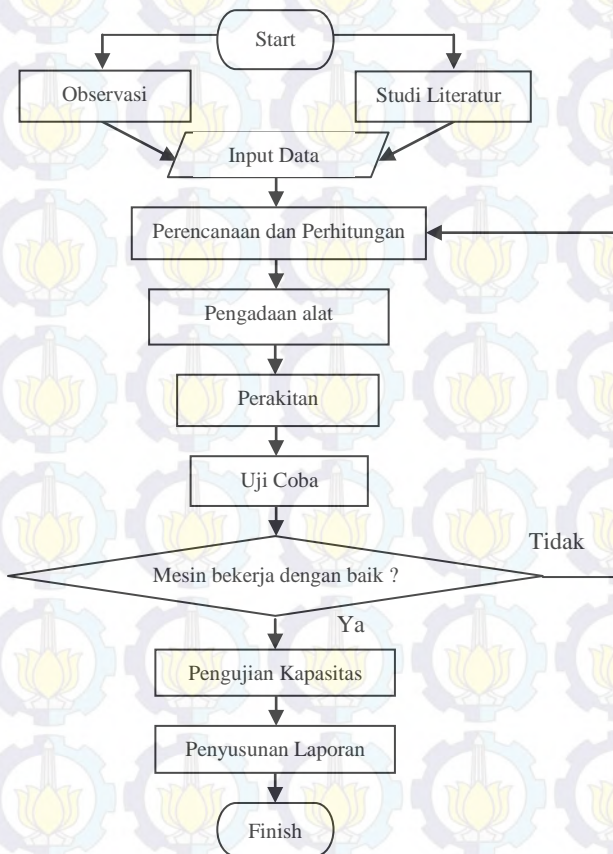 Start
Observasi
Studi Literatur
Input Data
Perencanaan dan Perhitungan
Pengadaan alat
Perakitan
Uji Coba
Mesin bekerja dengan baik ?
Tidak
Ya
Pengujian Kapasitas
Penyusunan Laporan
Finish